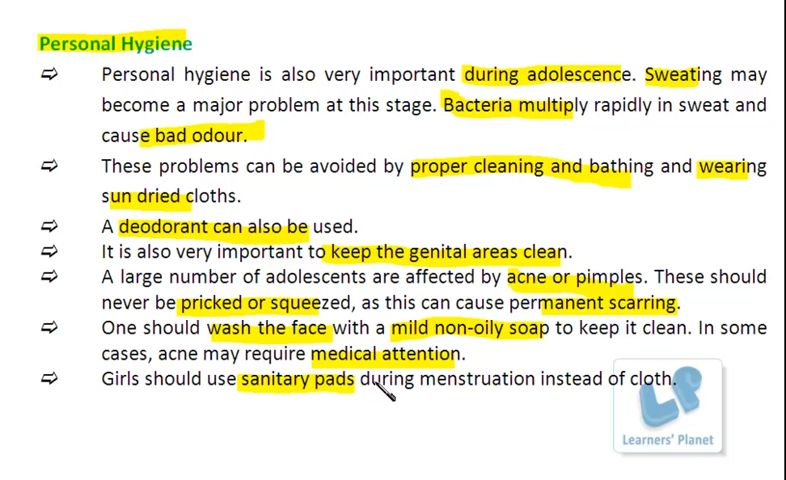 Personal Hygiene
⇨ Personal hygiene is also very important during adolescence. Sweating may
become a major problem at this stage. Bacteria multiply rapidly in sweat and
cause bad odour.
⇨ These problems can be avoided by proper cleaning and bathing and wearing
sun dried cloths.
⇨ A deodorant can also be used.
⇨ It is also very important to keep the genital areas clean.
⇨ A large number of adolescents are affected by acne or pimples. These should
never be pricked or squeezed, as this can cause permanent scarring.
⇨ One should wash the face with a mild non-oily soap to keep it clean. In some
cases, acne may require medical attention.
⇨ Girls should use sanitary pads during menstruation instead of cloth.
LP
Learners' Planet